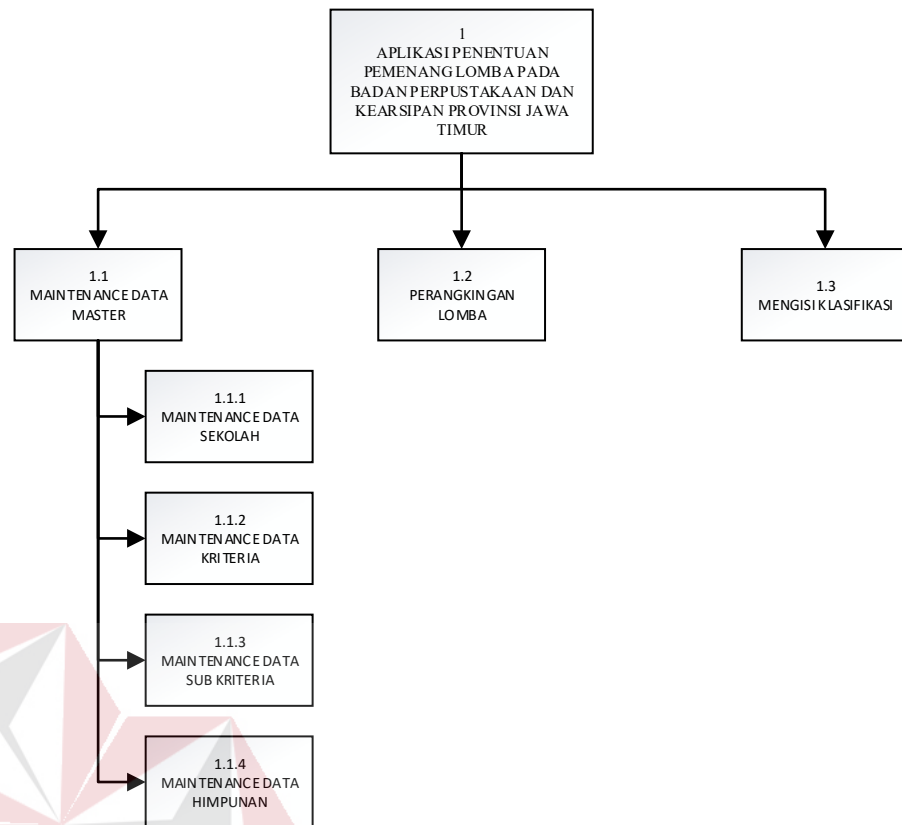 1
APLIKASI PENENTUAN
PEMENANG LOMBA PADA
BADAN PERPUSTAKAAN DAN
KEARSIPAN PROVINSI JAWA
TIMUR
1.1
MAINTENANCE DATA
MASTER
1.2
PERANGKINGAN
LOMBA
1.3
MENGISI KLASIFIKASI
1.1.1
MAINTENANCE DATA
SEKOLAH
1.1.2
MAINTENANCE DATA
KRITERIA
1.1.3
MAINTENANCE DATA
SUB KRITERIA
1.1.4
MAINTENANCE DATA
HIMPUNAN